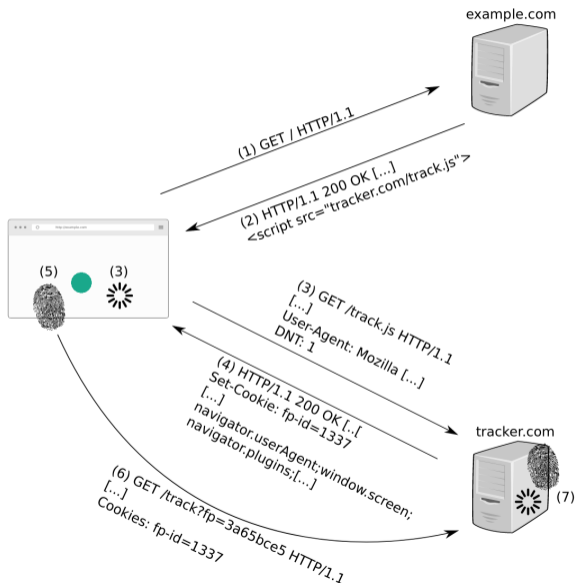 example.com
(1) GET / HTTP/1.1
(2) HTTP/1.1 200 OK [...]
<script src="tracker.com/track.js">
http://example.com
(5)
(3)
(3) GET /track.js HTTP/1.1
[...]
User-Agent: Mozilla [...]
DNT: 1
(4) HTTP/1.1 200 OK [..[
Set-Cookie: fp-id=1337
[...]
navigator.userAgent;window.screen;
navigator.plugins;[...]
tracker.com
(7)
(6) GET /track?fp=3a65bce5 HTTP/1.1
[...]
Cookies: fp-id=1337